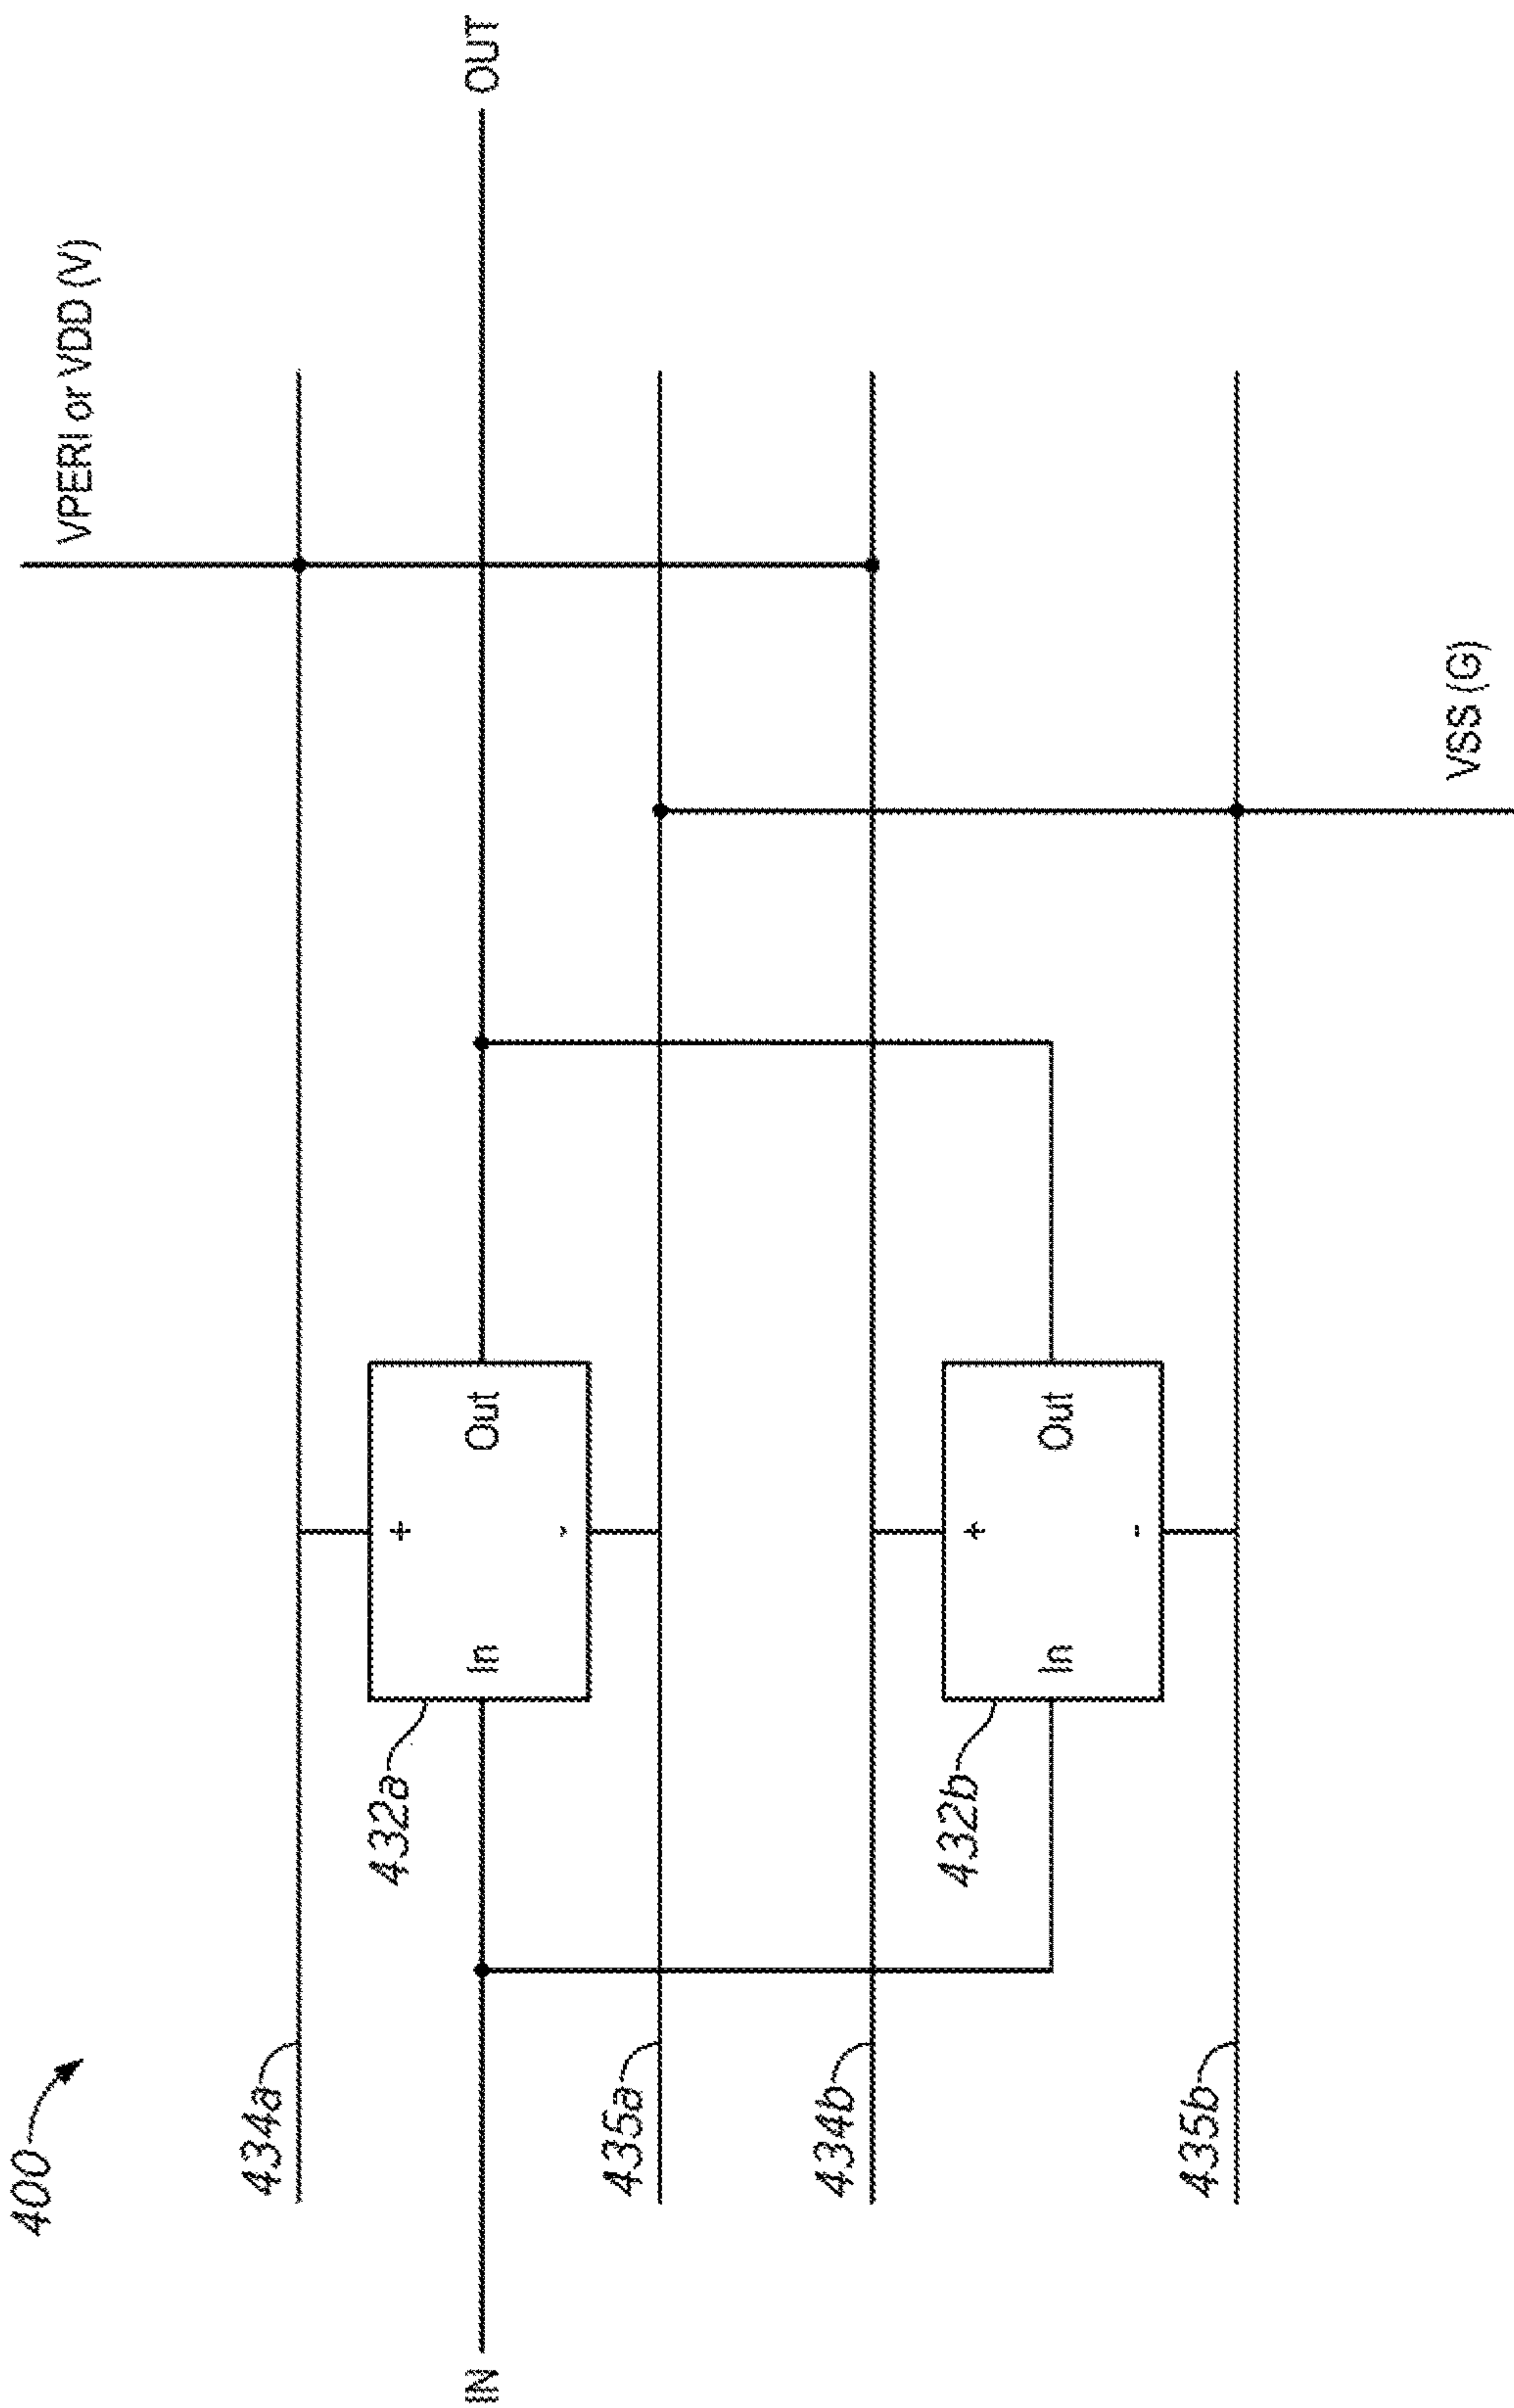 400
VPERI or VDD (V)
434a
432a
IN
In
+
-
Out
OUT
435a
434b
432b
In
+
-
Out
435b
VSS (G)